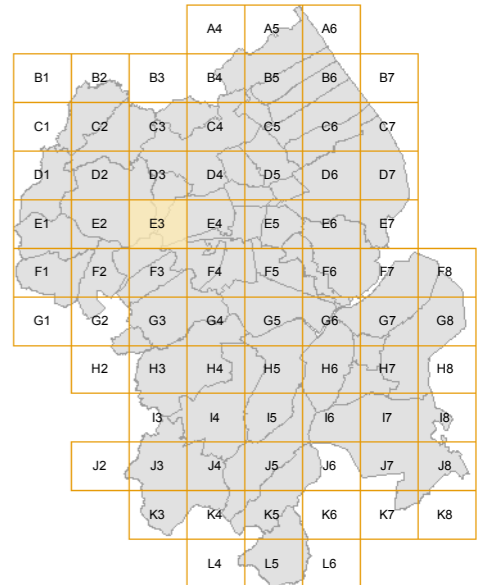 A4 A5 A6
B1 B2 B3 B4 B5 B6 B7
C1 C2 C3 C4 C5 C6 C7
D1 D2 D3 D4 D5 D6 D7
E1 E2 E3 E4 E5 E6 E7
F1 F2 F3 F4 F5 F6 F7 F8
G1 G2 G3 G4 G5 G6 G7 G8
H2 H3 H4 H5 H6 H7 H8
I3 I4 I5 I6 I7 I8
J2 J3 J4 J5 J6 J7 J8
K3 K4 K5 K6 K7 K8
L4 L5 L6